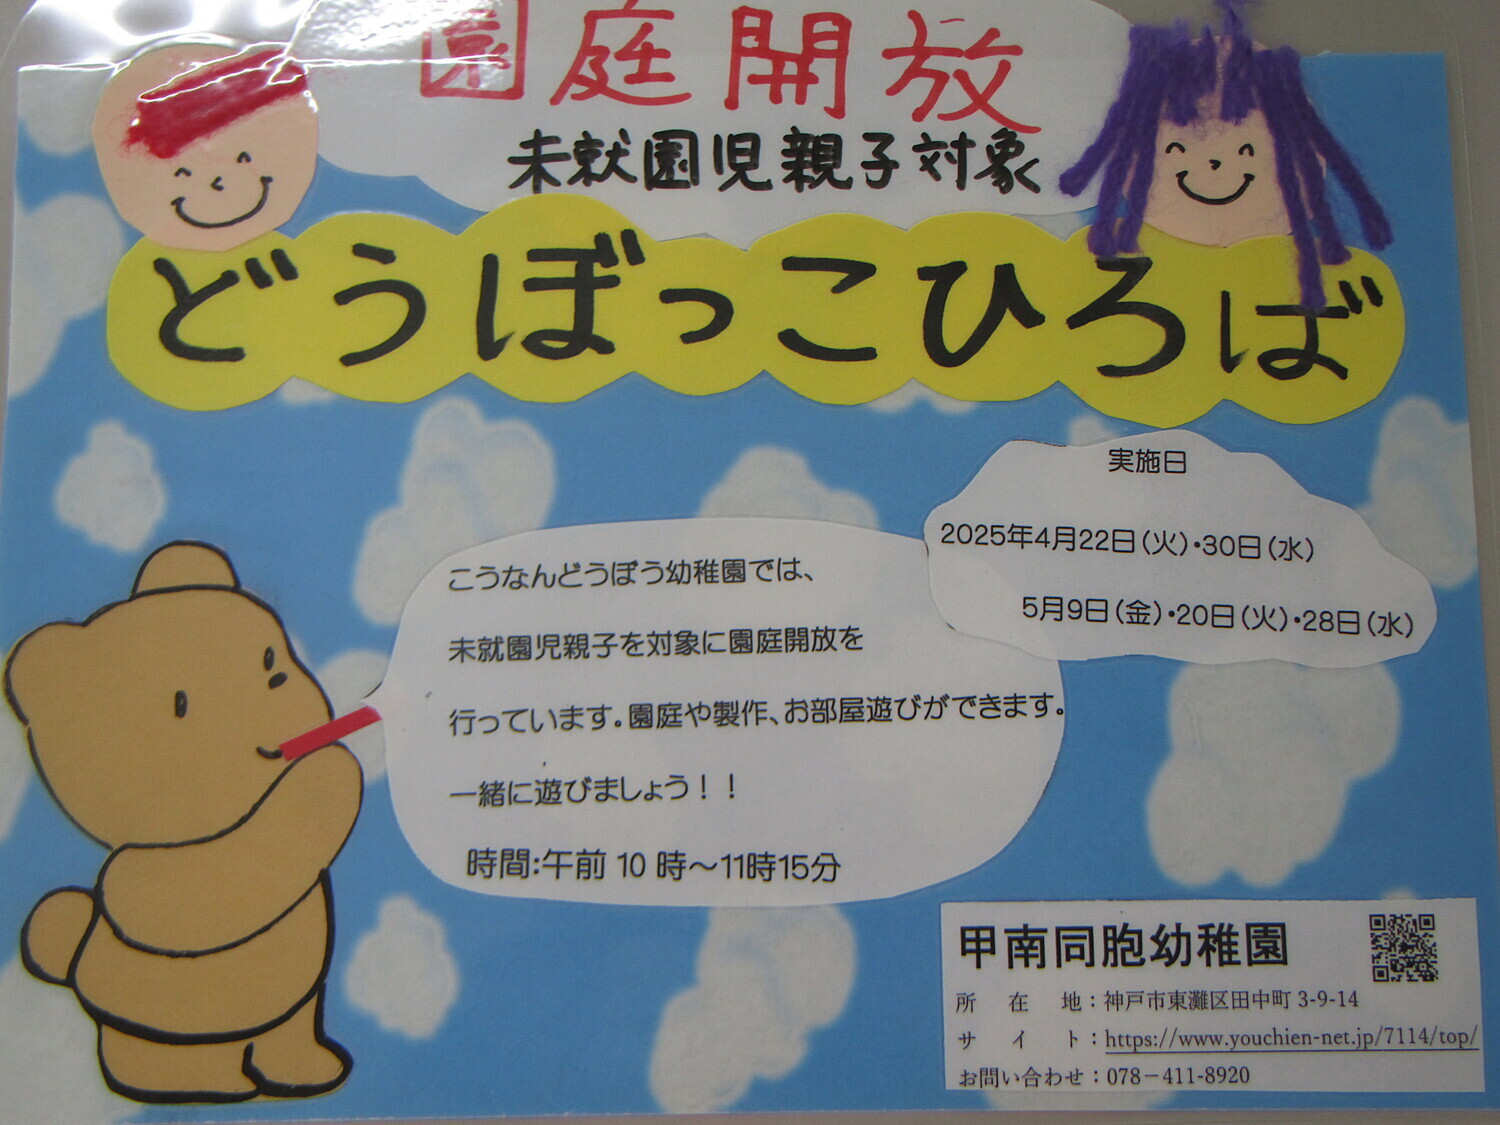 園庭開放
未就園児親子対象
どうぼっこひろば
実施日
2025年4月22日(火)・30日(水)
5月9日(金)・20日(火)・28日(水)
こうなんどうぼう幼稚園では、
未就園児親子を対象に園庭開放を
行っています。園庭や製作、お部屋遊びができます。
一緒に遊びましょう!!
時間:午前 10 時～11時15分
甲南同胞幼稚園
所在地:神戸市東灘区田中町 3-9-14
サイト:https://www.youchien-net.jp/7114/top/
お問い合わせ:078－411-8920